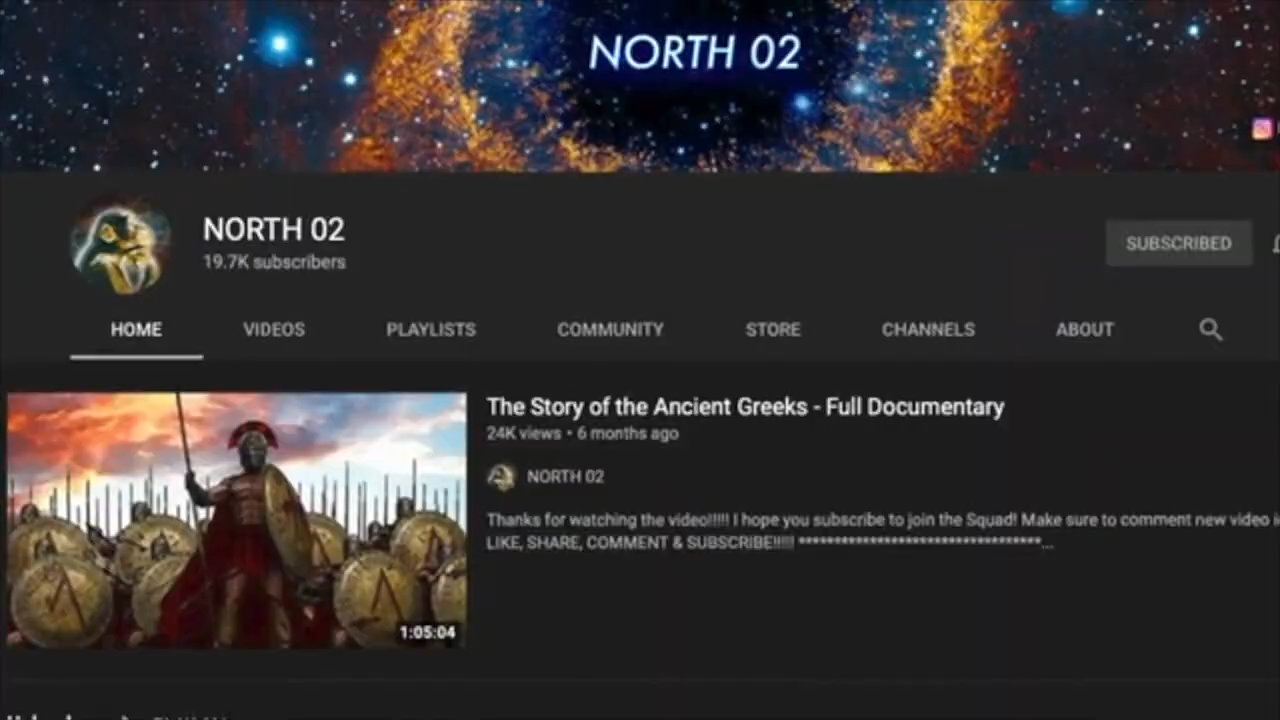 NORTH 02
NORTH 02
19.7K subscribers
SUBSCRIBED
HOME VIDEOS PLAYLISTS COMMUNITY STORE CHANNELS ABOUT
The Story of the Ancient Greeks - Full Documentary
24K views • 6 months ago
NORTH 02
Thanks for watching the video!!!!! I hope you subscribe to join the Squad! Make sure to comment new video
LIKE, SHARE, COMMENT & SUBSCRIBE!!!!! **********************************...
1:05:04